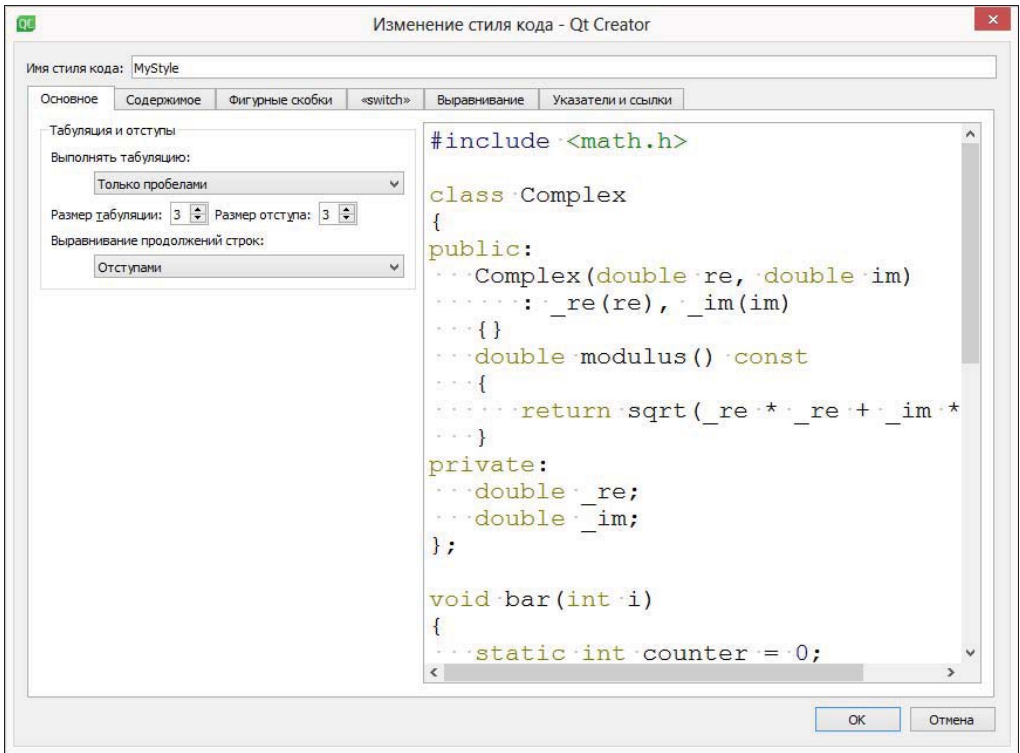 Изменение стиля кода - Qt Creator
Имя стиля кода: MyStyle
Основное Содержимое Фигурные скобки «switch» Выравнивание Указатели и ссылки
Табуляция и отступы
Выполнять табуляцию:
Только пробелами
Размер табуляции: 3 Размер отступа: 3
Выравнивание продолжений строк:
Отступами
#include <math.h>
class Complex
{
public:
Complex(double re, double im)
: _re(re), _im(im)
{}
double modulus() const
{
return sqrt(_re * _re + _im *
}
private:
double _re;
double _im;
};
void bar(int i)
{
static int counter = 0;
OK Отмена